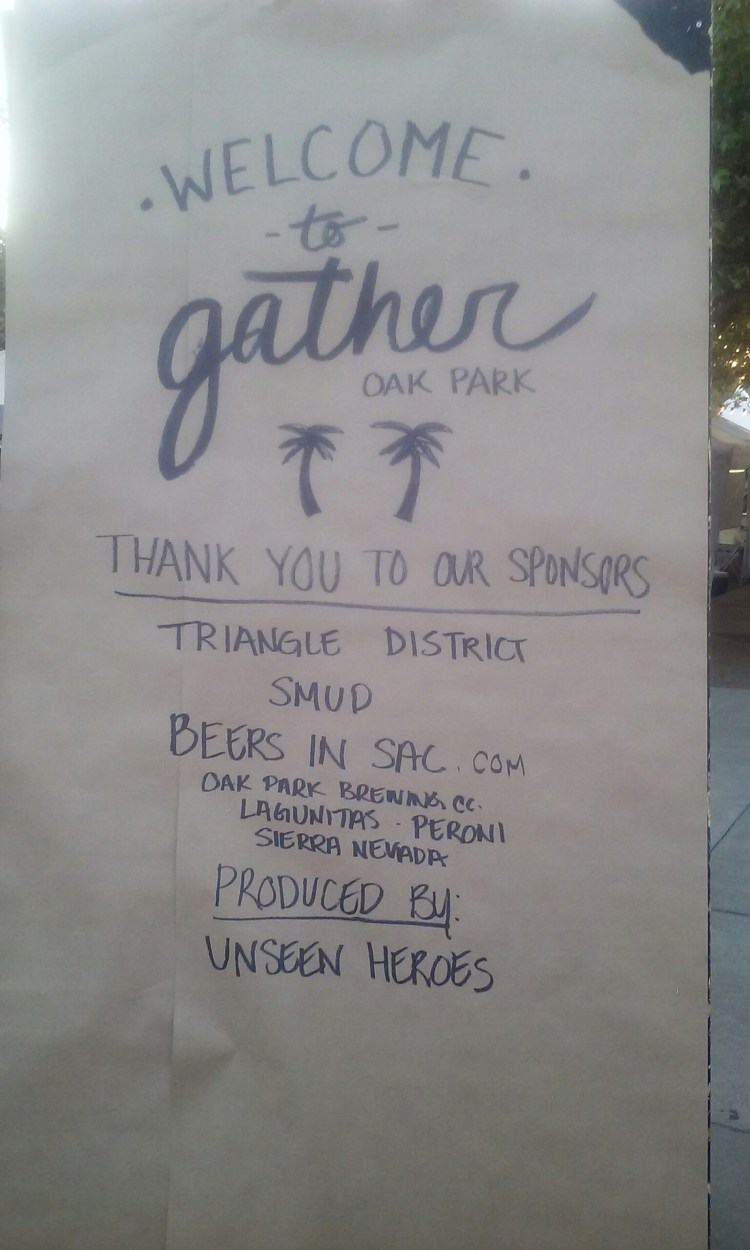 . WELCOME .
- to -
gather
OAK PARK
THANK YOU TO OUR SPONSORS
TRIANGLE DISTRICT
SMUD
BEERS IN SAC.COM
OAK PARK BREWING CC.
LAGUNITAS - PERONI
SIERRA NEVADA
PRODUCED BY:
UNSEEN HEROES